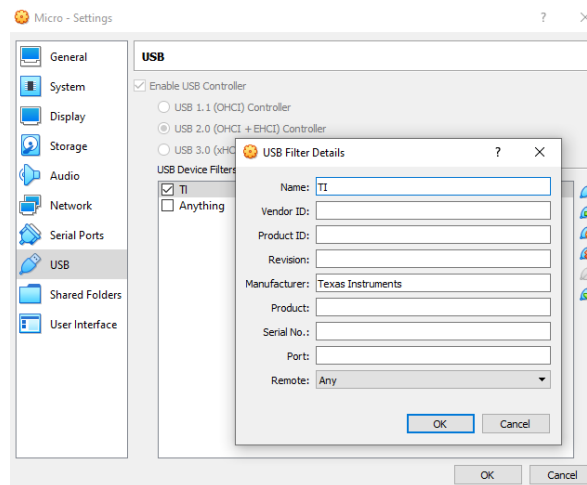 Micro - Settings
?
General
USB
System
Enable USB Controller
USB 1.1 (OHCI) Controller
Display
USB 2.0 (OHCI + EHCI) Controller
Storage
USB 3.0 (xHC
USB Filter Details
?
Audio
USB Device Filters
TI
Name: TI
Network
Anything
Vendor ID:
Product ID:
Serial Ports
Revision:
USB
Manufacturer: Texas Instruments
Shared Folders
Product:
User Interface
Serial No.:
Port:
Remote: Any
OK
Cancel
OK
Cancel